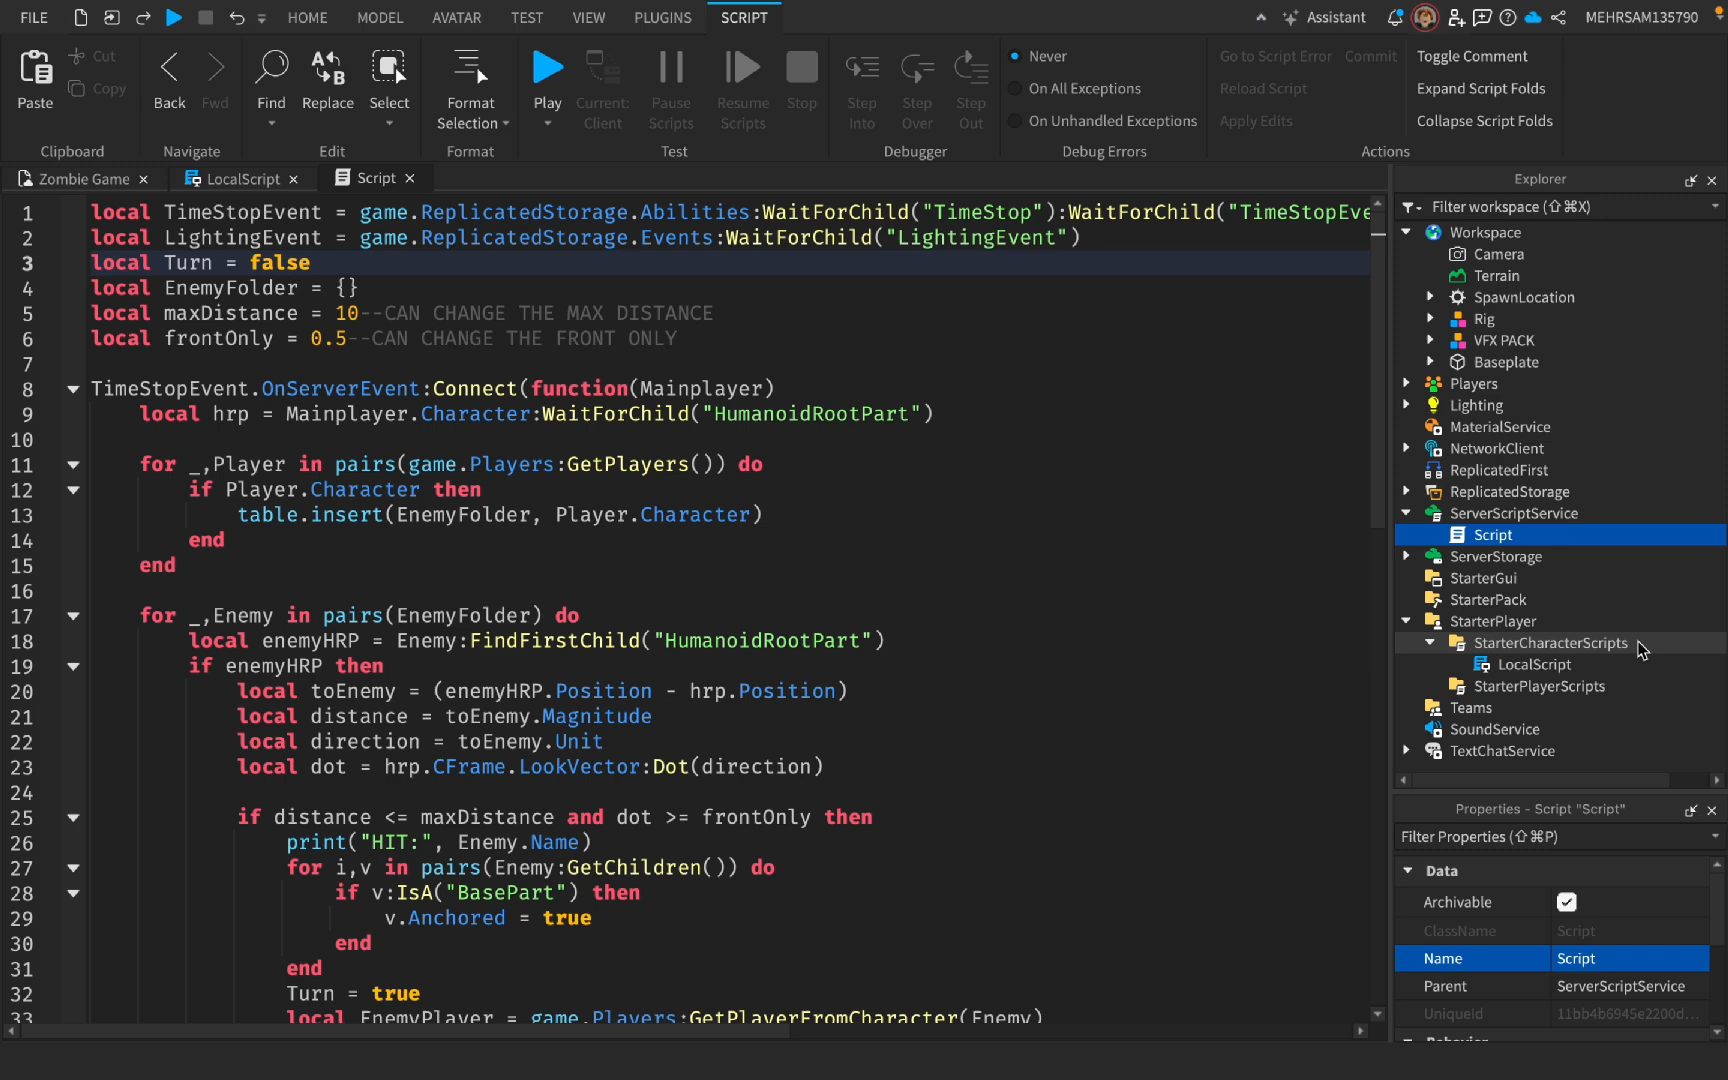 FILE HOME MODEL AVATAR TEST VIEW PLUGINS SCRIPT Assistant MEHRSAM135790
Paste Cut Copy Back Fwd Find Replace Select Format Selection Play Current: Client Pause Scripts Resume Scripts Stop Step Into Step Over Step Out
Never
On All Exceptions
On Unhandled Exceptions
Go to Script Error Commit
Reload Script
Apply Edits
Toggle Comment
Expand Script Folds
Collapse Script Folds
Clipboard Navigate Edit Format Test Debugger Debug Errors Actions
Zombie Game × LocalScript × Script ×
1 local TimeStopEvent = game.ReplicatedStorage.Abilities:WaitForChild("TimeStop"):WaitForChild("TimeStopEve
2 local LightingEvent = game.ReplicatedStorage.Events:WaitForChild("LightingEvent")
3 local Turn = false
4 local EnemyFolder = {}
5 local maxDistance = 10--CAN CHANGE THE MAX DISTANCE
6 local frontOnly = 0.5--CAN CHANGE THE FRONT ONLY
7
8 TimeStopEvent.OnServerEvent:Connect(function(Mainplayer)
9 local hrp = Mainplayer.Character:WaitForChild("HumanoidRootPart")
10
11 for _,Player in pairs(game.Players:GetPlayers()) do
12 if Player.Character then
13 table.insert(EnemyFolder, Player.Character)
14 end
15 end
16
17 for _,Enemy in pairs(EnemyFolder) do
18 local enemyHRP = Enemy:FindFirstChild("HumanoidRootPart")
19 if enemyHRP then
20 local toEnemy = (enemyHRP.Position - hrp.Position)
21 local distance = toEnemy.Magnitude
22 local direction = toEnemy.Unit
23 local dot = hrp.CFrame.LookVector:Dot(direction)
24
25 if distance <= maxDistance and dot >= frontOnly then
26 print("HIT:", Enemy.Name)
27 for i,v in pairs(Enemy:GetChildren()) do
28 if v:IsA("BasePart") then
29 v.Anchored = true
30 end
31 end
32 Turn = true
33 local EnemyPlayer = game.Players:GetPlayerFromCharacter(Enemy)
Explorer
Filter workspace (⇧⌘X)
Workspace
Camera
Terrain
SpawnLocation
Rig
VFX PACK
Baseplate
Players
Lighting
MaterialService
NetworkClient
ReplicatedFirst
ReplicatedStorage
ServerScriptService
Script
ServerStorage
StarterGui
StarterPack
StarterPlayer
StarterCharacterScripts
LocalScript
StarterPlayerScripts
Teams
SoundService
TextChatService
Properties - Script "Script"
Filter Properties (⇧⌘P)
Data
Archivable
ClassName Script
Name Script
Parent ServerScriptService
UniqueId 11bb4b6945e2200d...
Behavior